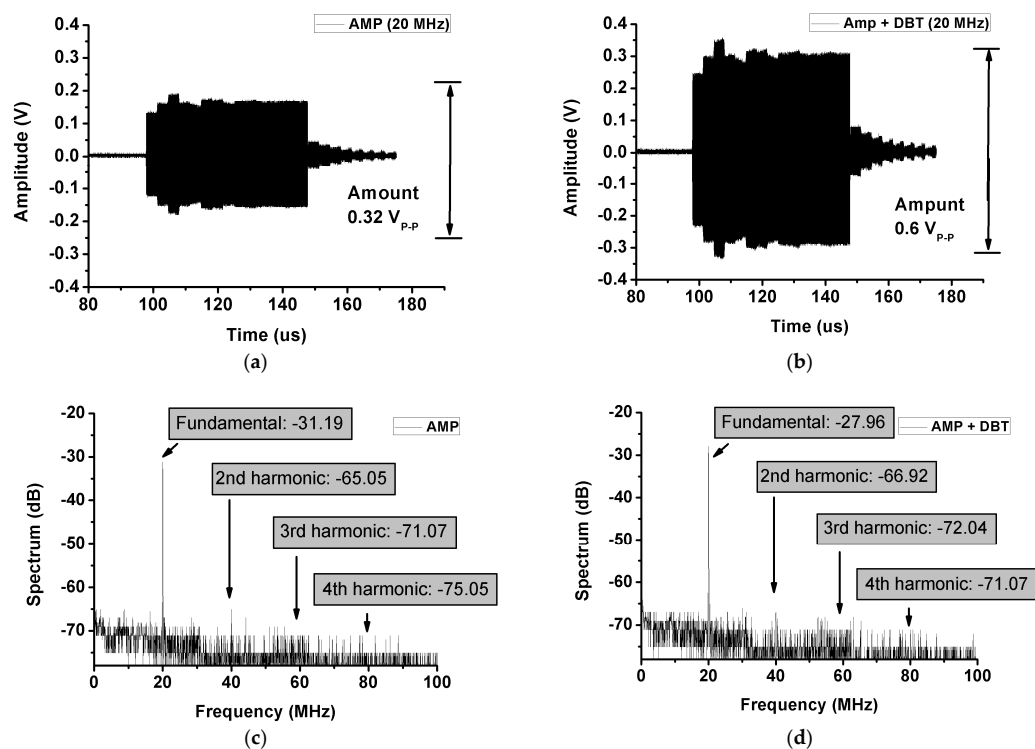 AMP (20 MHz)
0.4
0.3
0.2
0.1
0.0
-0.1
-0.2
-0.3
-0.4
Amplitude (V)
Amount
0.32 VP-P
80 100 120 140 160 180
Time (us)
(a)
Amp + DBT (20 MHz)
0.4
0.3
0.2
0.1
0.0
-0.1
-0.2
-0.3
-0.4
Amplitude (V)
Ampunt
0.6 VP-P
80 100 120 140 160 180
Time (us)
(b)
-20
-30
-40
-50
-60
-70
Spectrum (dB)
AMP
Fundamental: -31.19
2nd harmonic: -65.05
3rd harmonic: -71.07
4th harmonic: -75.05
0 20 40 60 80 100
Frequency (MHz)
(c)
-20
-30
-40
-50
-60
-70
Spectrum (dB)
AMP + DBT
Fundamental: -27.96
2nd harmonic: -66.92
3rd harmonic: -72.04
4th harmonic: -71.07
0 20 40 60 80 100
Frequency (MHz)
(d)